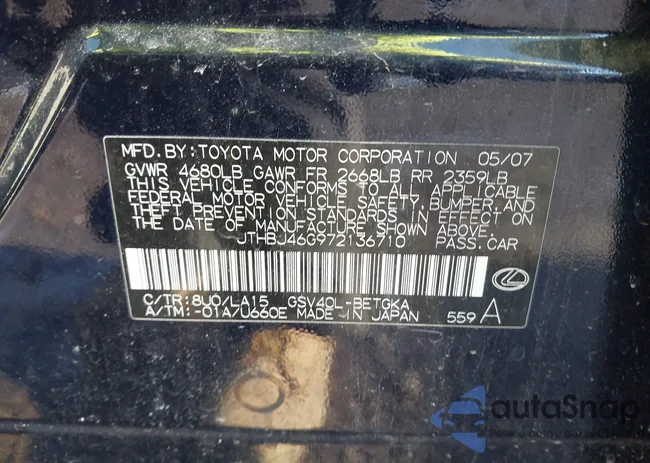 MFD. BY: TOYOTA MOTOR CORPORATION 05/07
GVWR 4680LB GAWR FR 2668LB RR 2359LB
THIS VEHICLE CONFORMS TO ALL APPLICABLE
FEDERAL MOTOR VEHICLE SAFETY, BUMPER, AND
THEFT PREVENTION STANDARDS IN EFFECT ON
THE DATE OF MANUFACTURE SHOWN ABOVE.
JTHBJ46G972136710 PASS. CAR
C/TR: 8U0/LA15 GSV40L-BETGKA
A/TM: -01A/U660E MADE IN JAPAN 559 A
autoSnap